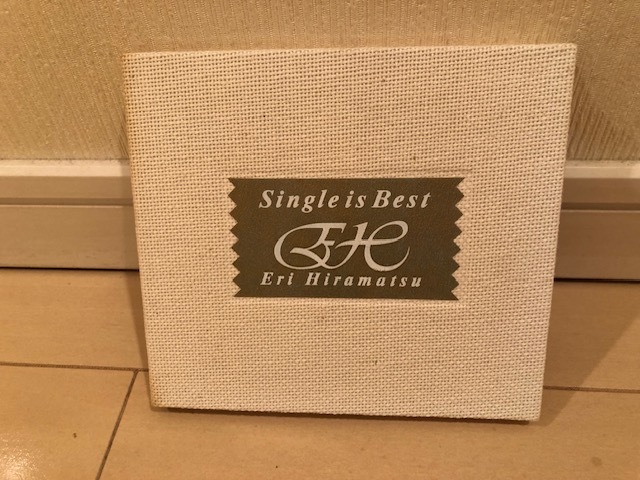 Single is Best
EH
Eri Hiramatsu